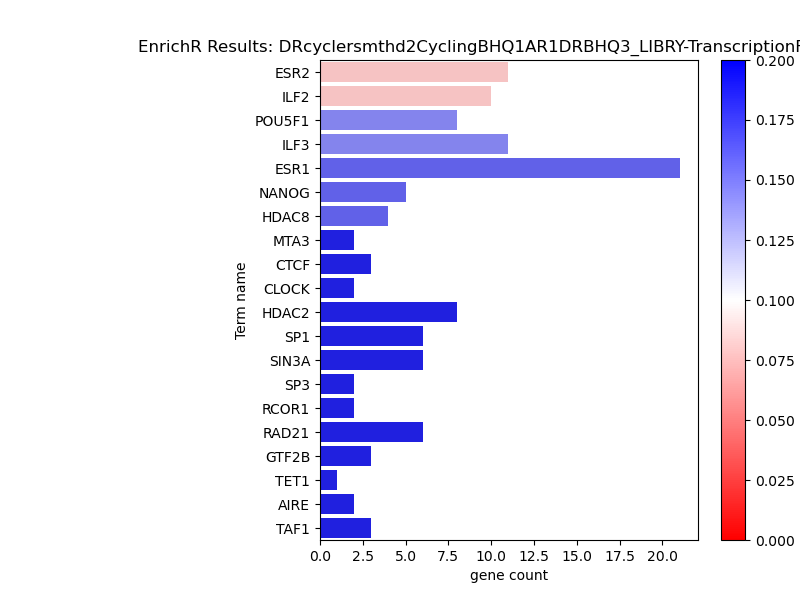 EnrichR Results: DRcyclersmthd2CyclingBHQ1AR1DRBHQ3_LIBRY-Transcription
ESR2
ILF2
POU5F1
ILF3
ESR1
NANOG
HDAC8
MTA3
CTCF
CLOCK
HDAC2
SP1
SIN3A
SP3
RCOR1
RAD21
GTF2B
TET1
AIRE
TAF1
Term name
0.0 2.5 5.0 7.5 10.0 12.5 15.0 17.5 20.0
gene count
0.200
0.175
0.150
0.125
0.100
0.075
0.050
0.025
0.000